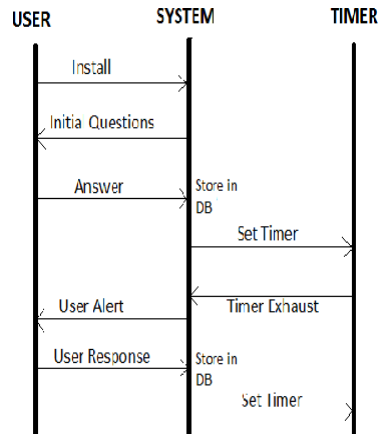 USER SYSTEM TIMER
Install
Initia Questions
Answer
Store in
DB
Set Timer
Timer Exhaust
User Alert
User Response
Store in
DB
Set Timer